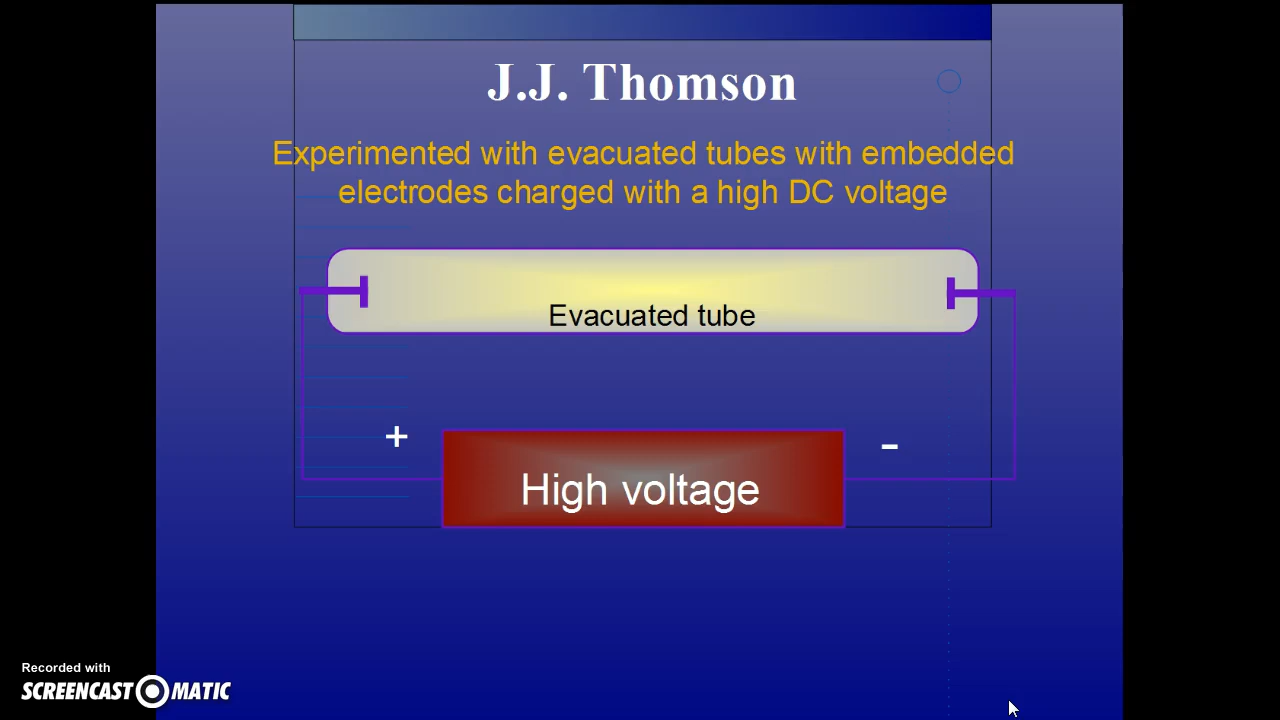 J.J. Thomson
Experimented with evacuated tubes with embedded
electrodes charged with a high DC voltage
Evacuated tube
+ -
High voltage
Recorded with
SCREENCAST MATIC